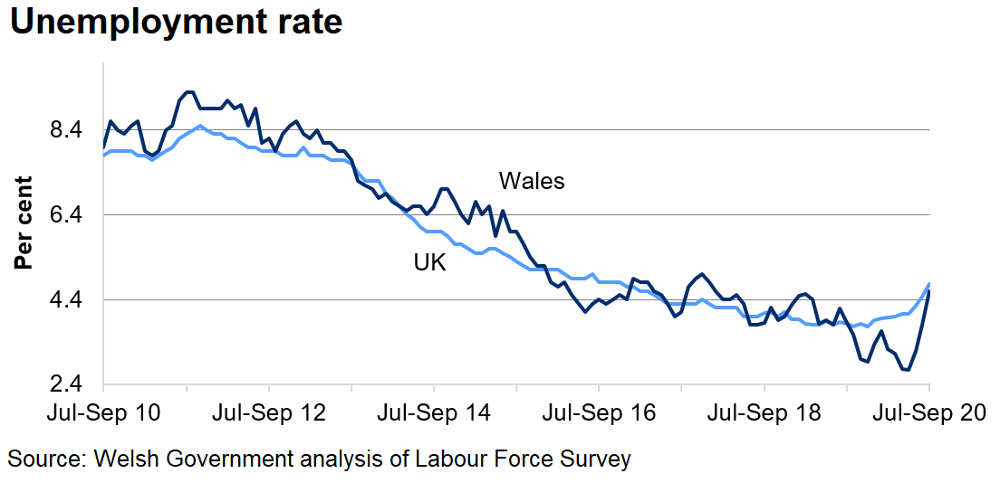 Unemployment rate
Per cent
8.4
6.4
4.4
2.4
Wales
UK
Jul-Sep 10 Jul-Sep 12 Jul-Sep 14 Jul-Sep 16 Jul-Sep 18 Jul-Sep 20
Source: Welsh Government analysis of Labour Force Survey